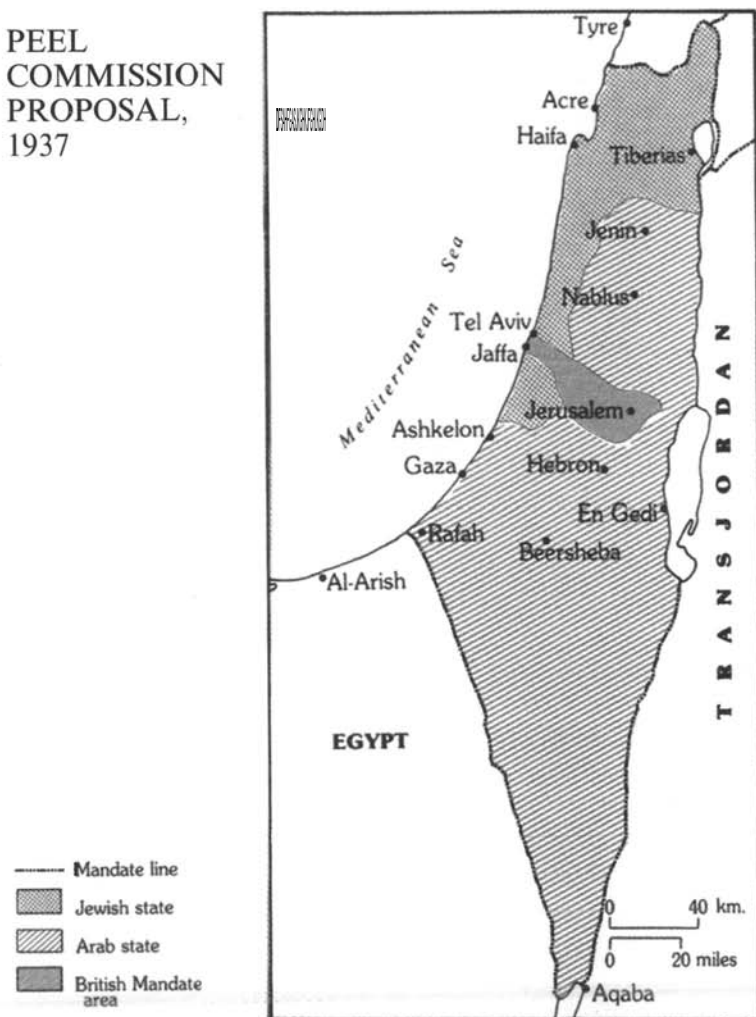 PEEL
COMMISSION
PROPOSAL,
1937
Tyre
Acre
Haifa
Tiberias
Jenin
Nablus
Mediterranean Sea
Tel Aviv
Jaffa
Jerusalem
Ashkelon
Gaza
Hebron
En Gedi
Rafah
Beersheba
Al-Arish
TRANSJORDAN
EGYPT
Mandate line
Jewish state
Arab state
British Mandate
area
0 40 km.
0 20 miles
Aqaba